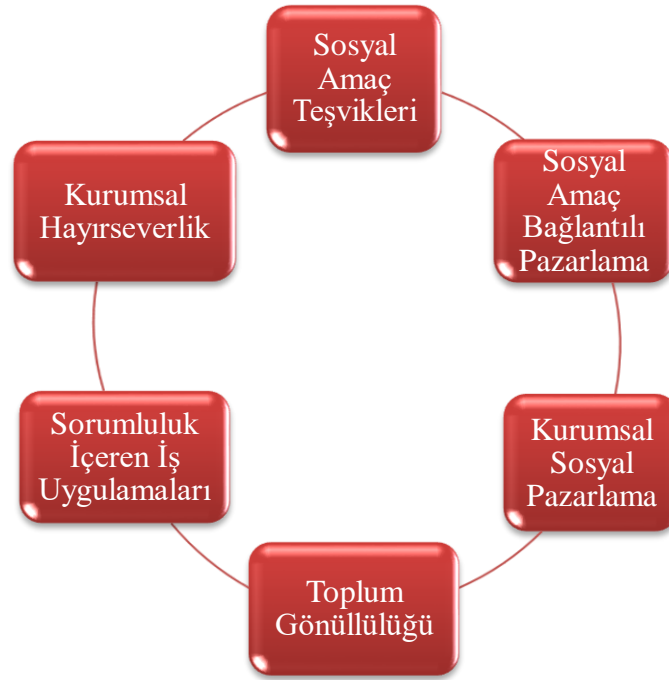 Sosyal
Amaç
Teşvikleri
Sosyal
Amaç
Bağlantılı
Pazarlama
Kurumsal
Sosyal
Pazarlama
Toplum
Gönüllülüğü
Sorumluluk
İçeren İş
Uygulamaları
Kurumsal
Hayırseverlik